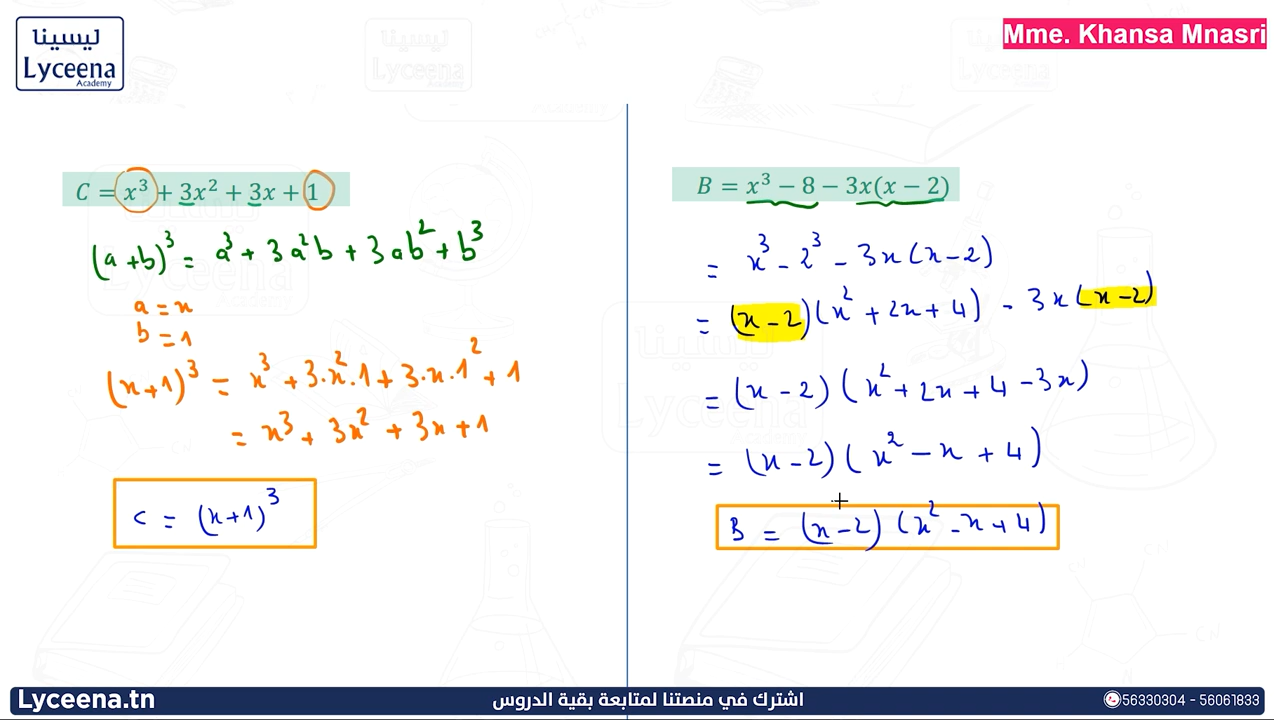 ليسينا
Lyceena
Academy
Mme. Khansa Mnasri
C = x³ + 3x² + 3x + 1
(a+b)³ = a³ + 3a²b + 3ab² + b³
a = x
b = 1
(x+1)³ = x³ + 3·x²·1 + 3·x·1² + 1
= x³ + 3x² + 3x + 1
C = (x+1)³
B = x³ − 8 − 3x(x − 2)
= x³ - 2³ - 3x(x-2)
= (x-2)(x² + 2x + 4) - 3x(x-2)
= (x-2)(x² + 2x + 4 - 3x)
= (x-2)(x² - x + 4)
B = (x-2)(x² - x + 4)
Lyceena.tn
اشترك في منصتنا لمتابعة بقية الدروس
56330304 - 56061833